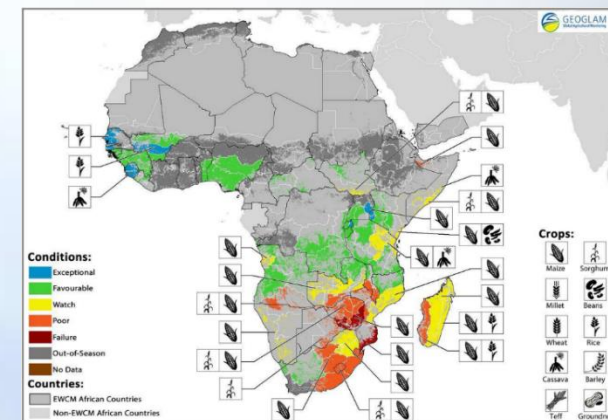 GEOGLAM
Conditions:
Exceptional
Favourable
Watch
Poor
Failure
Out-of-Season
No Data
Countries:
EWCM African Countries
Non-EWCM African Countries
Crops:
Maize Sorghum
Millet Beans
Wheat Rice
Cassava Barley
Teff Groundn